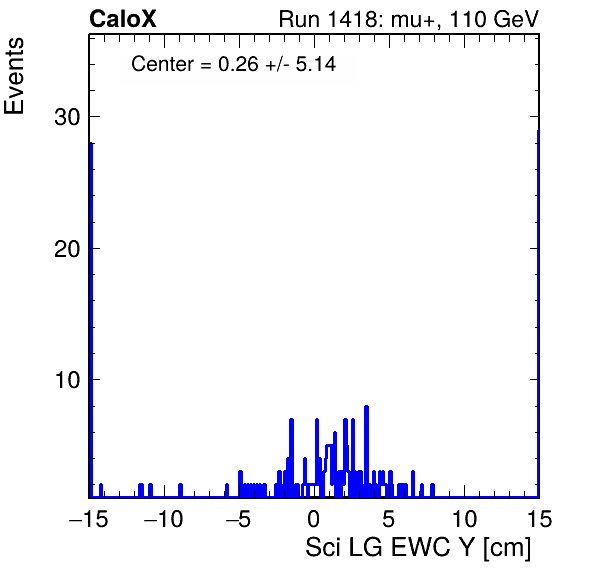 CaloX Run 1418: mu+, 110 GeV
Center = 0.26 +/- 5.14
Events
30
20
10
−15 −10 −5 0 5 10 15
Sci LG EWC Y [cm]